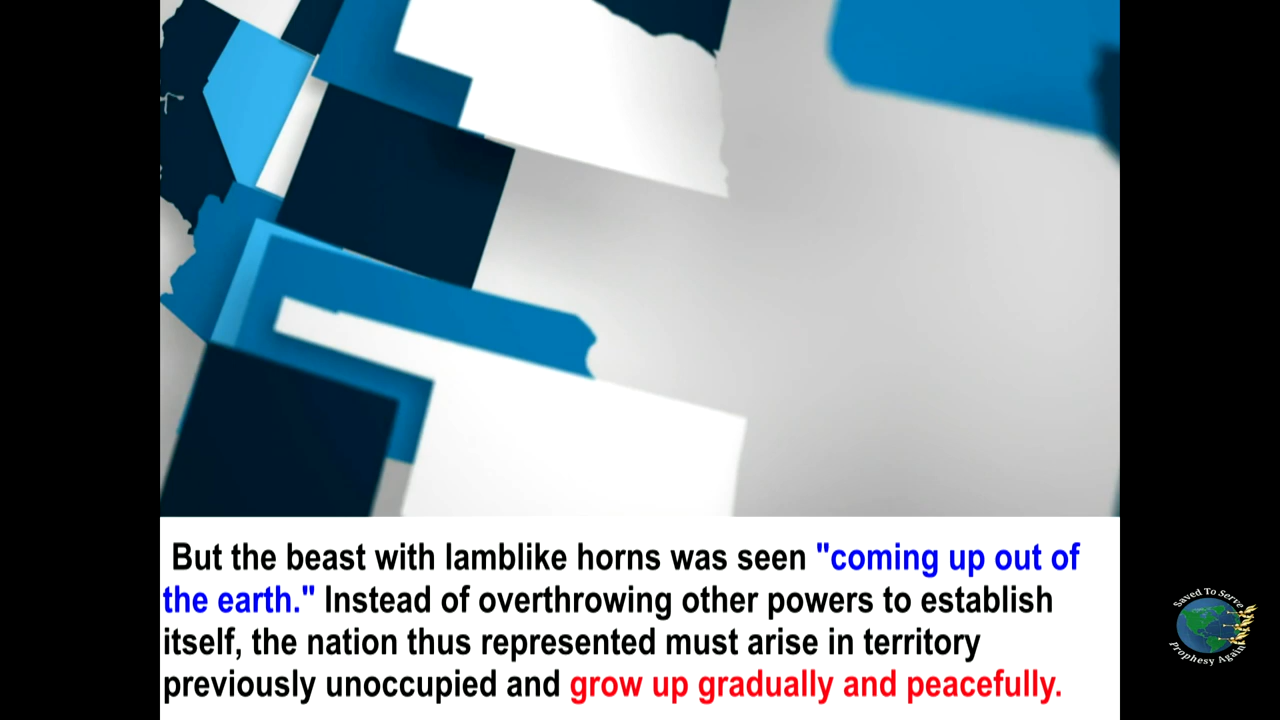 But the beast with lamblike horns was seen "coming up out of
the earth." Instead of overthrowing other powers to establish
itself, the nation thus represented must arise in territory
previously unoccupied and grow up gradually and peacefully.
Saved To Serve
Prophesy Again